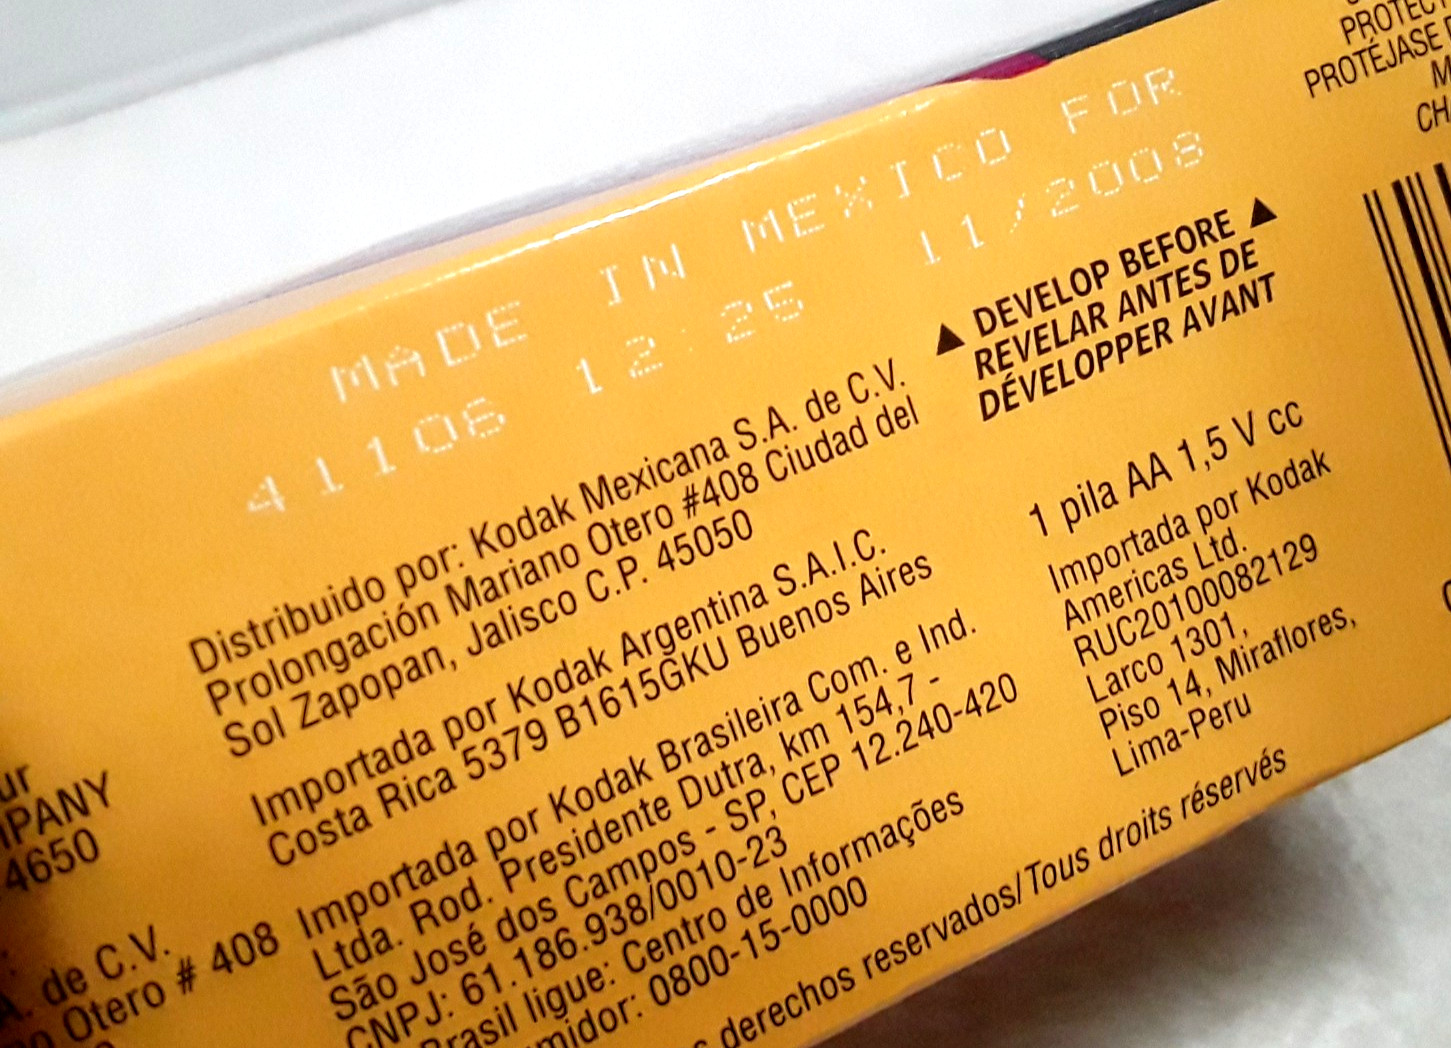 MADE IN MEXICO FOR
41106 12:25 11/2008
▲ DEVELOP BEFORE ▲
REVELAR ANTES DE
DÉVELOPPER AVANT
Distribuido por: Kodak Mexicana S.A. de C.V.
Prolongación Mariano Otero #408 Ciudad del
Sol Zapopan, Jalisco C.P. 45050
Importada por Kodak Argentina S.A.I.C.
Costa Rica 5379 B1615GKU Buenos Aires
Importada por Kodak Brasileira Com. e Ind.
Ltda. Rod. Presidente Dutra, km 154,7 -
São José dos Campos - SP, CEP 12.240-420
CNPJ: 61.186.938/0010-23
Brasil ligue: Centro de Informações
0800-15-0000
1 pila AA 1,5 V cc
Importada por Kodak
Americas Ltd.
RUC20100082129
Larco 1301,
Piso 14, Miraflores,
Lima-Peru
derechos reservados/Tous droits réservés
4650
de C.V.
Otero # 408
PROTÉJASE